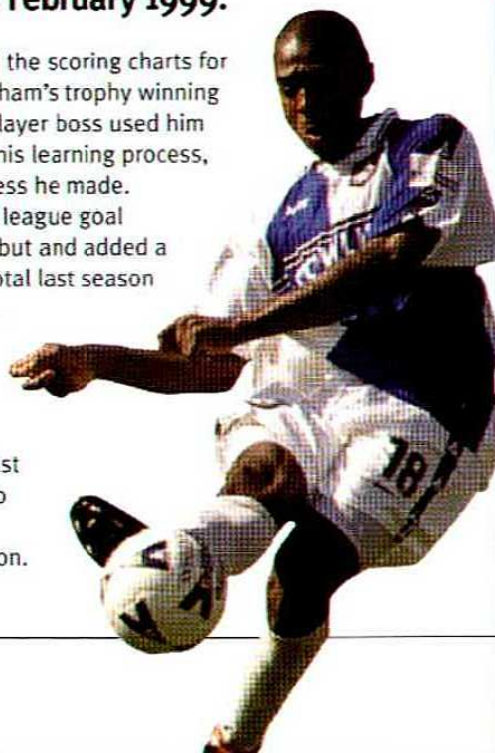 February 1999.
the scoring charts for
ham's trophy winning
layer boss used him
his learning process,
ess he made.
league goal
but and added a
otal last season
st
on.
18